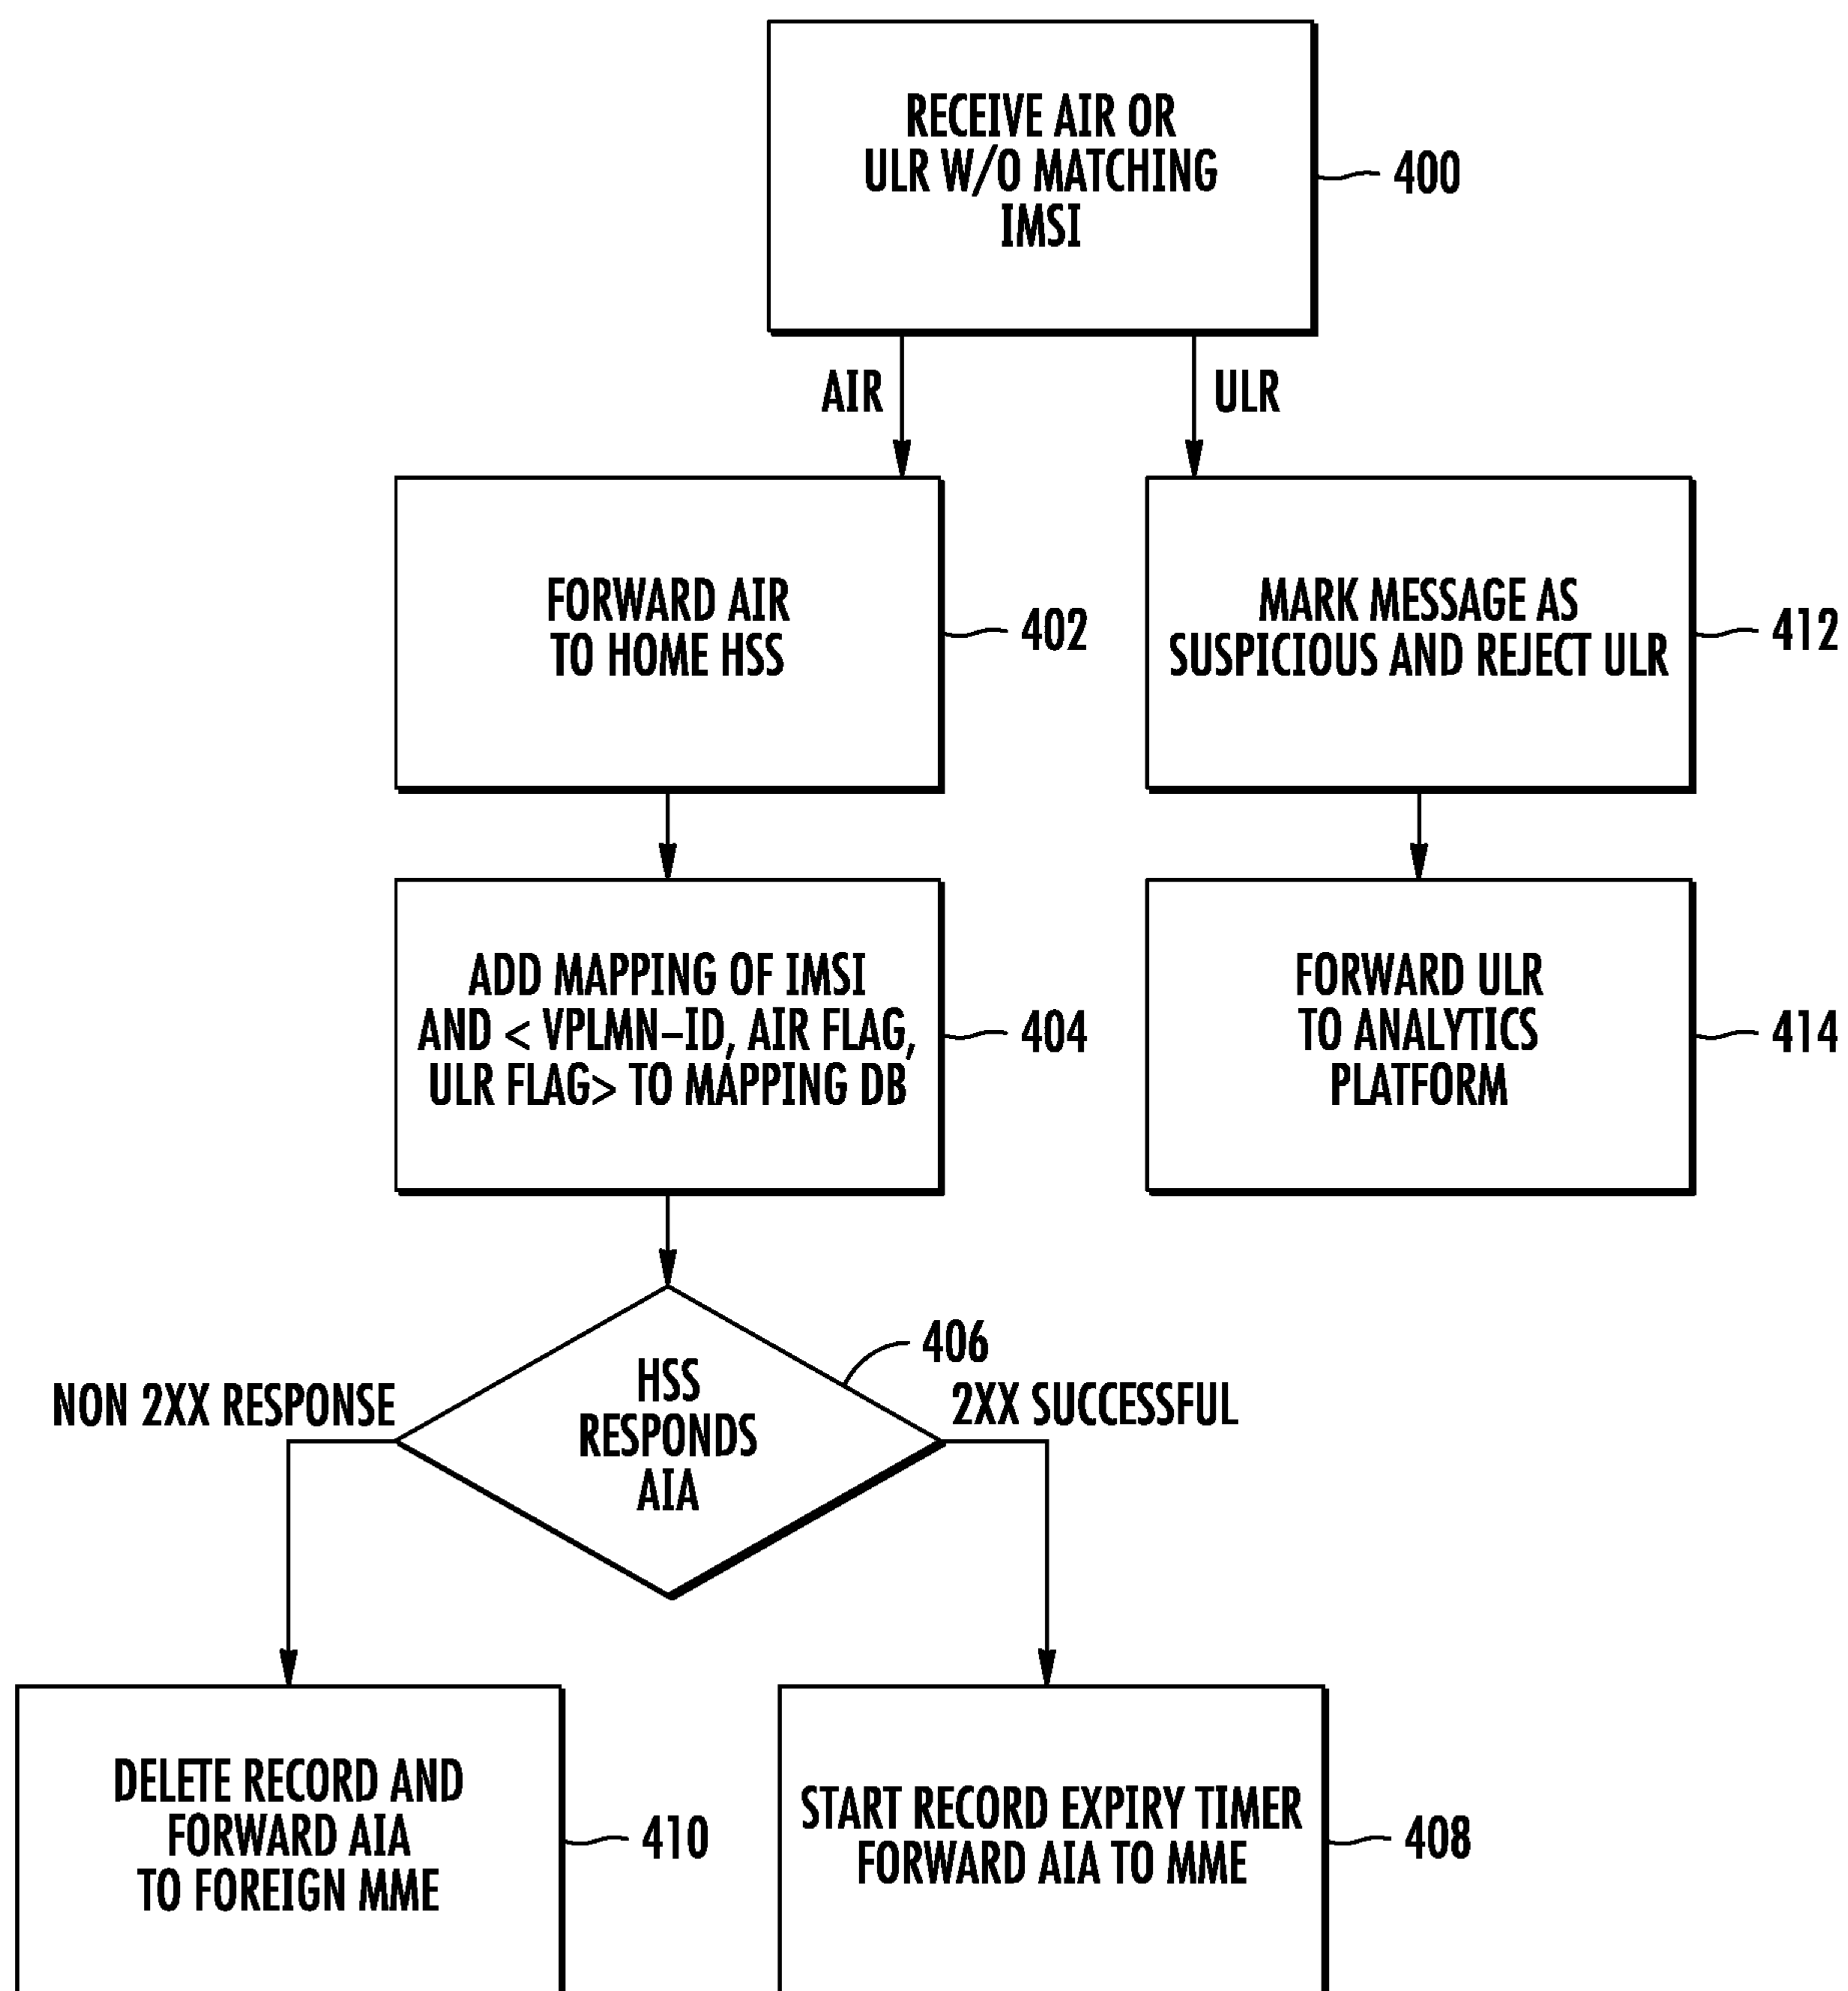 RECEIVE AIR OR
ULR W/O MATCHING
IMSI
400
AIR
ULR
FORWARD AIR
TO HOME HSS
402
MARK MESSAGE AS
SUSPICIOUS AND REJECT ULR
412
ADD MAPPING OF IMSI
AND < VPLMN–ID, AIR FLAG,
ULR FLAG> TO MAPPING DB
404
FORWARD ULR
TO ANALYTICS
PLATFORM
414
406
HSS
RESPONDS
AIA
NON 2XX RESPONSE
2XX SUCCESSFUL
DELETE RECORD AND
FORWARD AIA
TO FOREIGN MME
410
START RECORD EXPIRY TIMER
FORWARD AIA TO MME
408